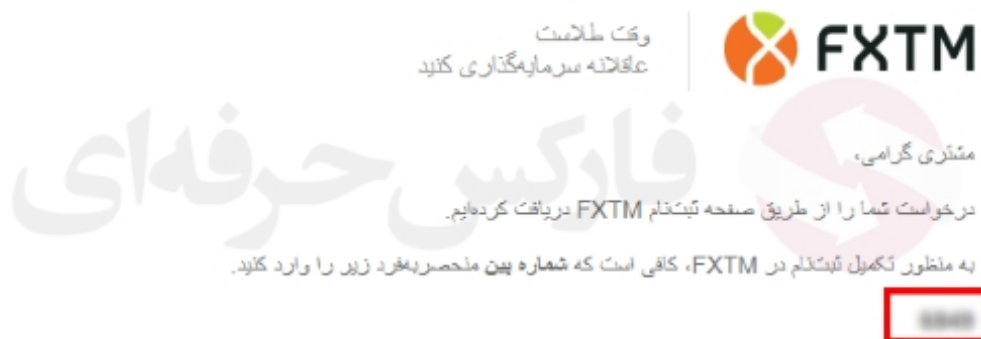 FXTM
وقت طلاست
عاقلانه سرمایه‌گذاری کنید
فارکس حرفه‌ای
مشتری گرامی،
درخواست شما را از طریق صفحه ثبت‌نام FXTM دریافت کرده‌ایم.
به منظور تکمیل ثبت‌نام در FXTM، کافی است که شماره پین منحصربه‌فرد زیر را وارد کنید.